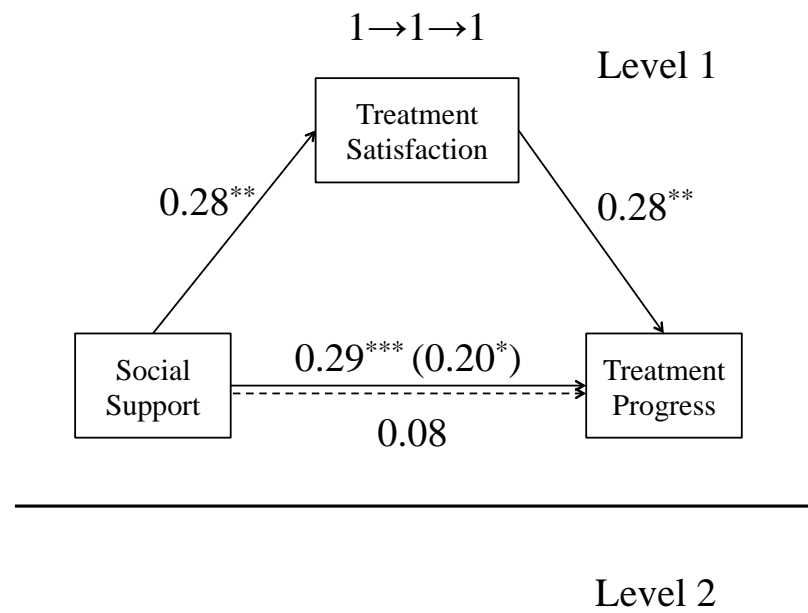 1→1→1
Level 1
Treatment
Satisfaction
0.28**
0.28**
0.29*** (0.20*)
Social
Support
Treatment
Progress
0.08
Level 2